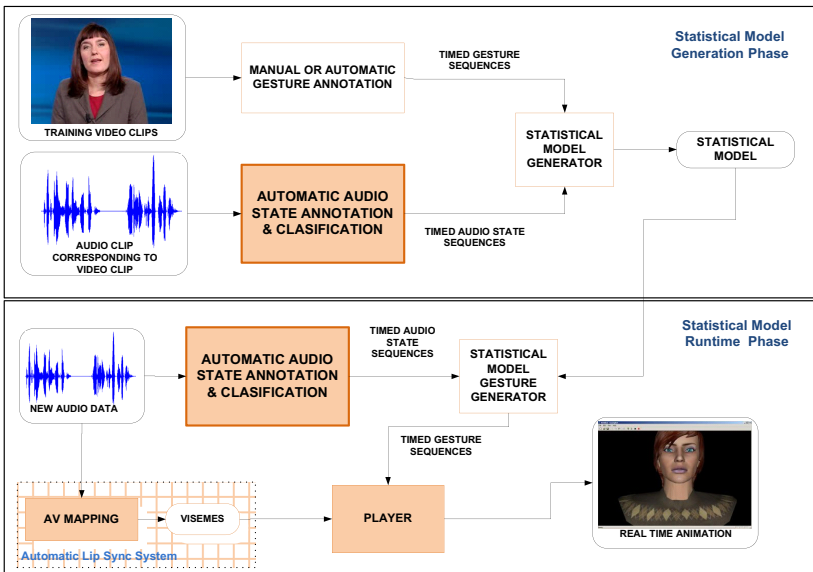 Statistical Model
Generation Phase
TRAINING VIDEO CLIPS
MANUAL OR AUTOMATIC
GESTURE ANNOTATION
TIMED GESTURE
SEQUENCES
STATISTICAL
MODEL
GENERATOR
STATISTICAL
MODEL
AUDIO CLIP
CORRESPONDING TO
VIDEO CLIP
AUTOMATIC AUDIO
STATE ANNOTATION
& CLASIFICATION
TIMED AUDIO STATE
SEQUENCES
Statistical Model
Runtime Phase
NEW AUDIO DATA
AUTOMATIC AUDIO
STATE ANNOTATION
& CLASIFICATION
TIMED AUDIO
STATE
SEQUENCES
STATISTICAL
MODEL
GESTURE
GENERATOR
TIMED GESTURE
SEQUENCES
REAL TIME ANIMATION
AV MAPPING
VISEMES
PLAYER
Automatic Lip Sync System